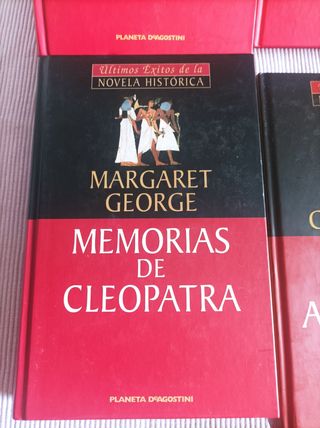 PLANETA DEAGOSTINI
Últimos Éxitos de la
NOVELA HISTÓRICA
MARGARET
GEORGE
MEMORIAS
DE
CLEOPATRA
PLANETA DEAGOSTINI